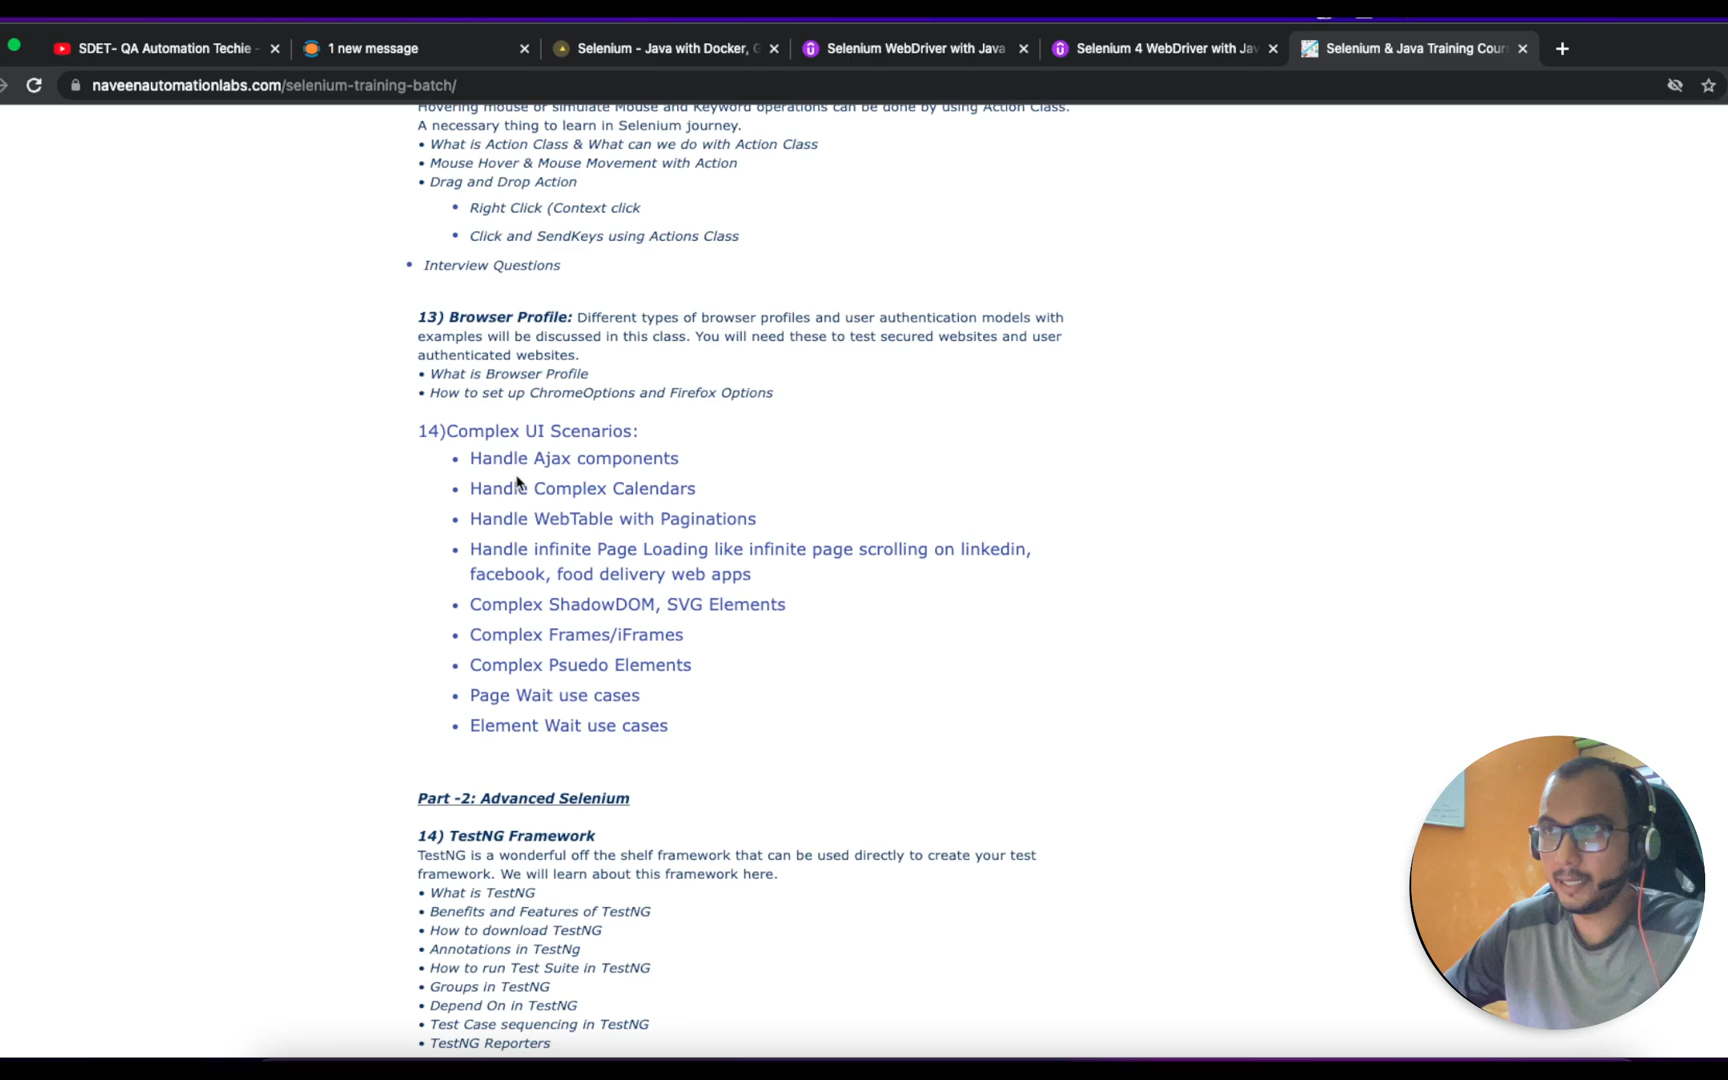 SDET- QA Automation Techie -
1 new message
Selenium - Java with Docker, G
Selenium WebDriver with Java
Selenium 4 WebDriver with Jav
Selenium & Java Training Cour
naveenautomationlabs.com/selenium-training-batch/
Hovering mouse or simulate Mouse and Keyword operations can be done by using Action Class.
A necessary thing to learn in Selenium journey.
• What is Action Class & What can we do with Action Class
• Mouse Hover & Mouse Movement with Action
• Drag and Drop Action
• Right Click (Context click
• Click and SendKeys using Actions Class
• Interview Questions
13) Browser Profile: Different types of browser profiles and user authentication models with
examples will be discussed in this class. You will need these to test secured websites and user
authenticated websites.
• What is Browser Profile
• How to set up ChromeOptions and Firefox Options
14)Complex UI Scenarios:
• Handle Ajax components
• Handle Complex Calendars
• Handle WebTable with Paginations
• Handle infinite Page Loading like infinite page scrolling on linkedin,
facebook, food delivery web apps
• Complex ShadowDOM, SVG Elements
• Complex Frames/iFrames
• Complex Psuedo Elements
• Page Wait use cases
• Element Wait use cases
Part -2: Advanced Selenium
14) TestNG Framework
TestNG is a wonderful off the shelf framework that can be used directly to create your test
framework. We will learn about this framework here.
• What is TestNG
• Benefits and Features of TestNG
• How to download TestNG
• Annotations in TestNg
• How to run Test Suite in TestNG
• Groups in TestNG
• Depend On in TestNG
• Test Case sequencing in TestNG
• TestNG Reporters